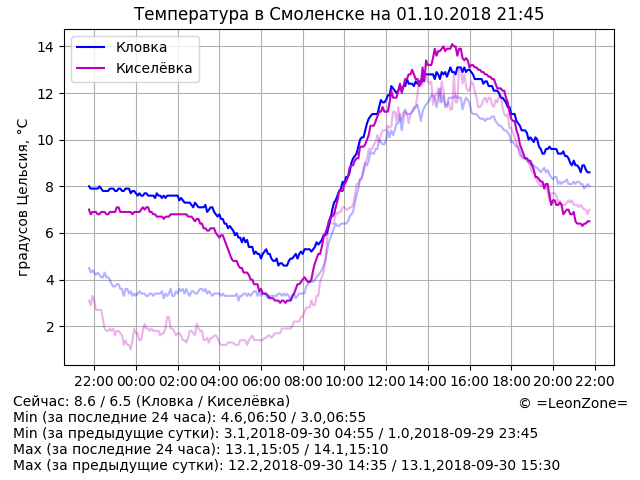 Температура в Смоленске на 01.10.2018 21:45
Кловка
Киселёвка
градусов Цельсия, °C
14
12
10
8
6
4
2
22:00 00:00 02:00 04:00 06:00 08:00 10:00 12:00 14:00 16:00 18:00 20:00 22:00
Сейчас: 8.6 / 6.5 (Кловка / Киселёвка)
© =LeonZone=
Min (за последние 24 часа): 4.6,06:50 / 3.0,06:55
Min (за предыдущие сутки): 3.1,2018-09-30 04:55 / 1.0,2018-09-29 23:45
Max (за последние 24 часа): 13.1,15:05 / 14.1,15:10
Max (за предыдущие сутки): 12.2,2018-09-30 14:35 / 13.1,2018-09-30 15:30